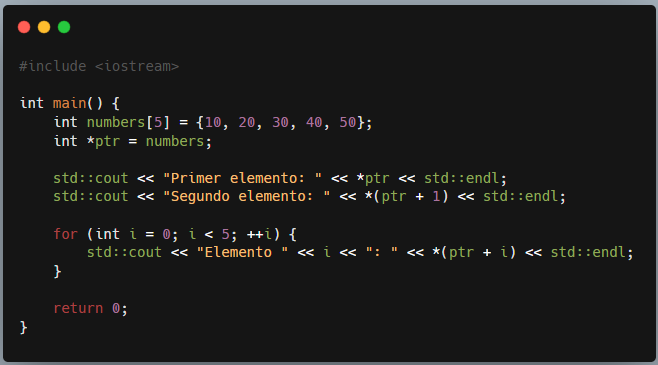 #include <iostream>
int main() {
    int numbers[5] = {10, 20, 30, 40, 50};
    int *ptr = numbers;
    std::cout << "Primer elemento: " << *ptr << std::endl;
    std::cout << "Segundo elemento: " << *(ptr + 1) << std::endl;
    for (int i = 0; i < 5; ++i) {
        std::cout << "Elemento " << i << ": " << *(ptr + i) << std::endl;
    }
    return 0;
}